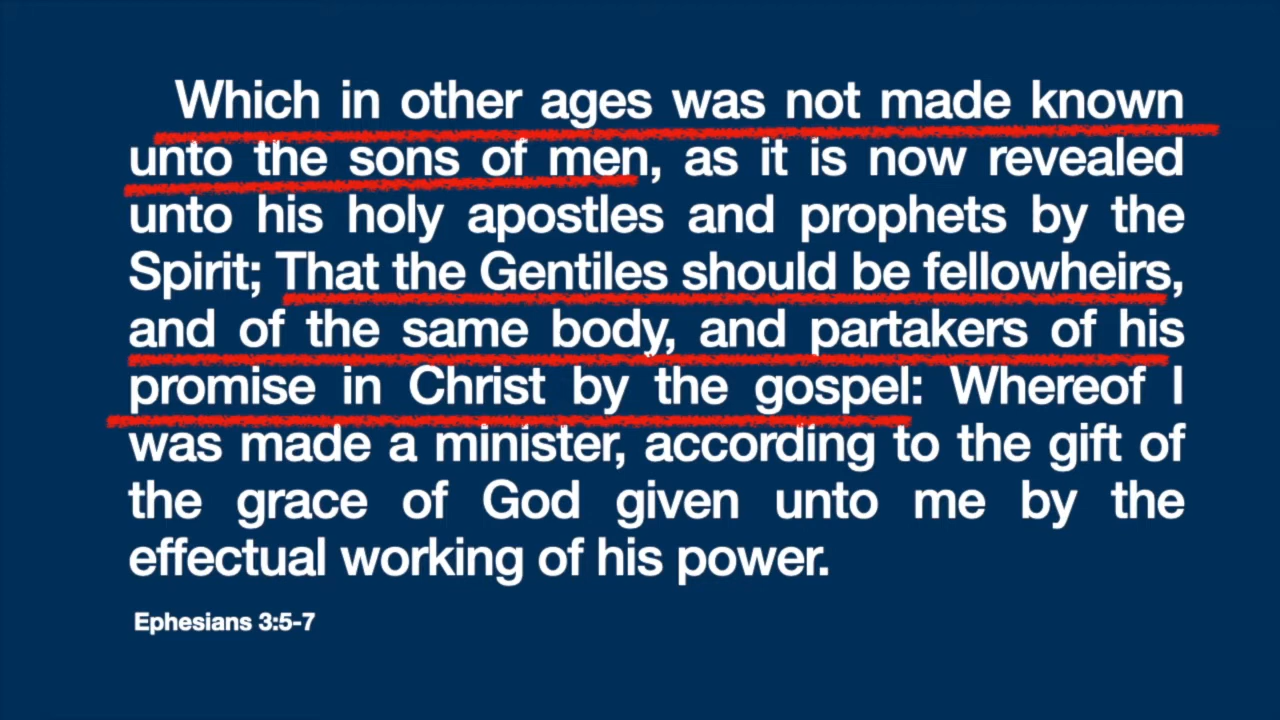 Which in other ages was not made known
unto the sons of men, as it is now revealed
unto his holy apostles and prophets by the
Spirit; That the Gentiles should be fellowheirs,
and of the same body, and partakers of his
promise in Christ by the gospel: Whereof I
was made a minister, according to the gift of
the grace of God given unto me by the
effectual working of his power.
Ephesians 3:5-7